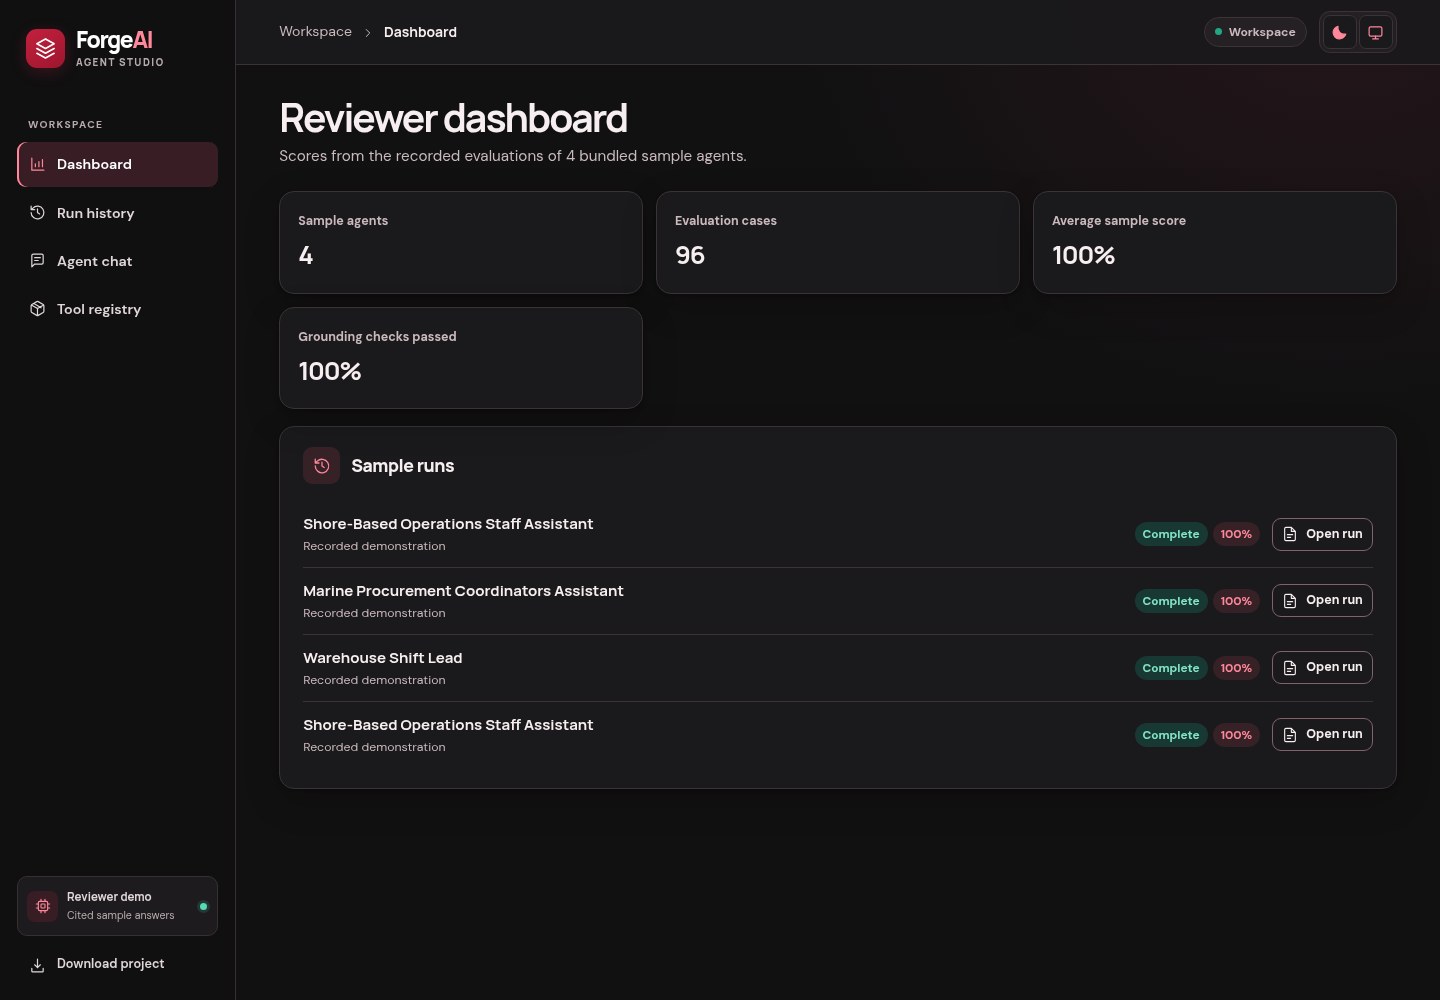 ForgeAI
AGENT STUDIO
WORKSPACE
Dashboard
Run history
Agent chat
Tool registry
Reviewer demo
Cited sample answers
Download project
Workspace > Dashboard
Workspace
Reviewer dashboard
Scores from the recorded evaluations of 4 bundled sample agents.
Sample agents
4
Evaluation cases
96
Average sample score
100%
Grounding checks passed
100%
Sample runs
Shore-Based Operations Staff Assistant
Recorded demonstration
Complete 100% Open run
Marine Procurement Coordinators Assistant
Recorded demonstration
Complete 100% Open run
Warehouse Shift Lead
Recorded demonstration
Complete 100% Open run
Shore-Based Operations Staff Assistant
Recorded demonstration
Complete 100% Open run